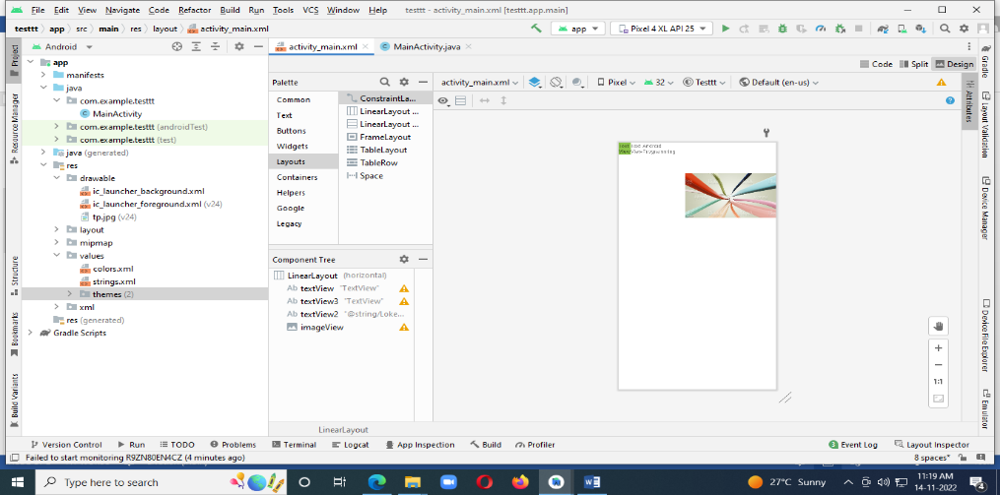 File Edit View Navigate Code Refactor Build Run Tools VCS Window Help testtt - activity_main.xml [testtt.app.main]
testtt app src main res layout activity_main.xml app Pixel 4 XL API 25
Android
activity_main.xml MainActivity.java
Code Split Design
app
manifests
java
com.example.testtt
MainActivity
com.example.testtt (androidTest)
com.example.testtt (test)
java (generated)
res
drawable
ic_launcher_background.xml
ic_launcher_foreground.xml (v24)
tp.jpg (v24)
layout
mipmap
values
colors.xml
strings.xml
themes (2)
xml
res (generated)
Gradle Scripts
Project
Resource Manager
Structure
Bookmarks
Build Variants
Palette
Common
Text
Buttons
Widgets
Layouts
Containers
Helpers
Google
Legacy
ConstraintLa...
LinearLayout ...
LinearLayout ...
FrameLayout
TableLayout
TableRow
Space
Component Tree
LinearLayout (horizontal)
Ab textView "TextView"
Ab textView3 "TextView"
Ab textView2 "@string/Loke...
imageView
activity_main.xml Pixel 32 Testtt Default (en-us)
1:1
Gradle
Attributes
Layout Validation
Device Manager
Device File Explorer
Emulator
LinearLayout
Version Control Run TODO Problems Terminal Logcat App Inspection Build Profiler 3 Event Log Layout Inspector
Failed to start monitoring R9ZN80EN4CZ (4 minutes ago) 8 spaces*
Type here to search
27°C Sunny
11:19 AM
14-11-2022
4